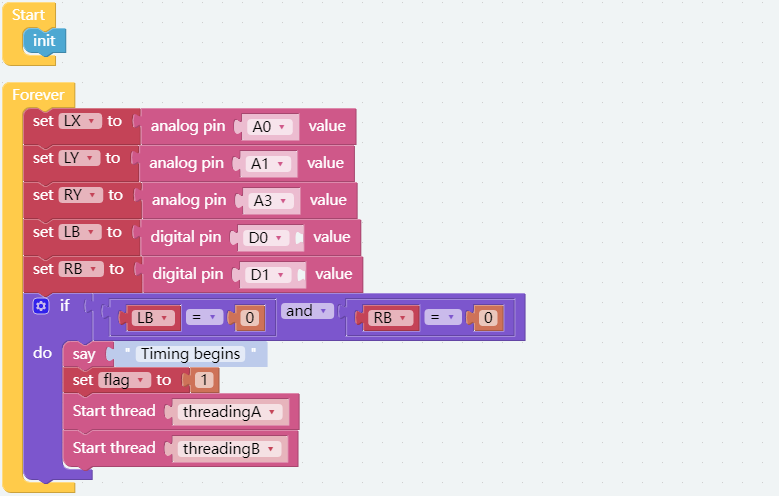 Start
init
Forever
set LX to analog pin A0 value
set LY to analog pin A1 value
set RY to analog pin A3 value
set LB to digital pin D0 value
set RB to digital pin D1 value
if LB = 0 and RB = 0
do say " Timing begins "
set flag to 1
Start thread threadingA
Start thread threadingB